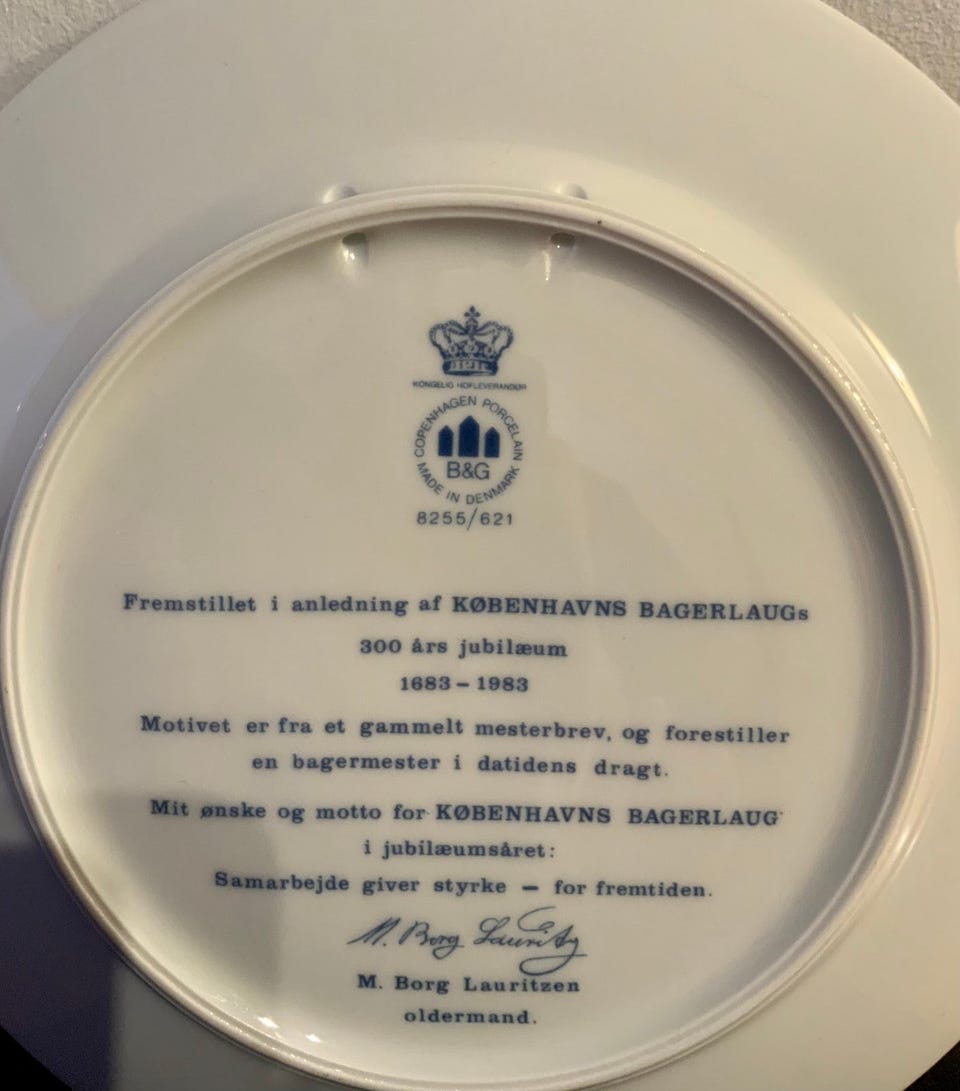 KONGELIG HOFLEVERANDØR
COPENHAGEN PORCELAIN
B&G
MADE IN DENMARK
8255/621
Fremstillet i anledning af KØBENHAVNS BAGERLAUGs
300 års jubilæum
1683 – 1983
Motivet er fra et gammelt mesterbrev, og forestiller
en bagermester i datidens dragt.
Mit ønske og motto for KØBENHAVNS BAGERLAUG
i jubilæumsåret:
Samarbejde giver styrke — for fremtiden.
M. Borg Lauritz
M. Borg Lauritzen
oldermand.